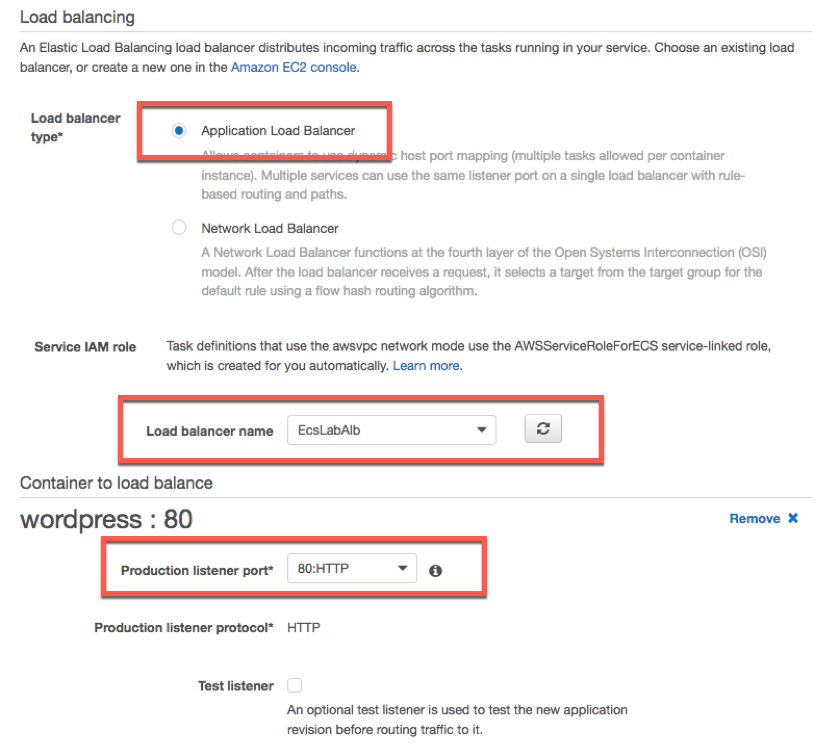 Load balancing
An Elastic Load Balancing load balancer distributes incoming traffic across the tasks running in your service. Choose an existing load
balancer, or create a new one in the Amazon EC2 console.
Load balancer
type*
Application Load Balancer
Allows containers to use dynamic host port mapping (multiple tasks allowed per container
instance). Multiple services can use the same listener port on a single load balancer with rule-
based routing and paths.
Network Load Balancer
A Network Load Balancer functions at the fourth layer of the Open Systems Interconnection (OSI)
model. After the load balancer receives a request, it selects a target from the target group for the
default rule using a flow hash routing algorithm.
Service IAM role
Task definitions that use the awsvpc network mode use the AWSServiceRoleForECS service-linked role,
which is created for you automatically. Learn more.
Load balancer name
EcsLabAlb
Container to load balance
wordpress : 80
Remove
Production listener port*
80:HTTP
Production listener protocol*
HTTP
Test listener
An optional test listener is used to test the new application
revision before routing traffic to it.